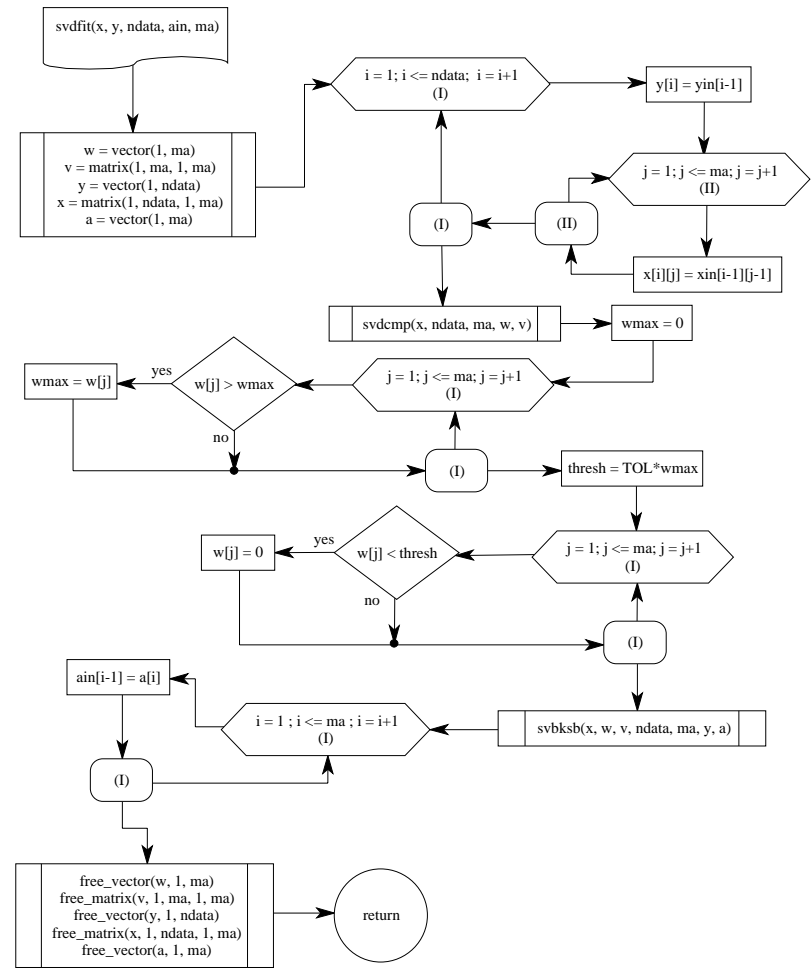 svdfit(x, y, ndata, ain, ma)
w = vector(1, ma)
v = matrix(1, ma, 1, ma)
y = vector(1, ndata)
x = matrix(1, ndata, 1, ma)
a = vector(1, ma)
i = 1; i <= ndata; i = i+1
(I)
y[i] = yin[i-1]
j = 1; j <= ma; j = j+1
(II)
x[i][j] = xin[i-1][j-1]
(II)
(I)
svdcmp(x, ndata, ma, w, v)
wmax = 0
j = 1; j <= ma; j = j+1
(I)
w[j] > wmax
yes
no
wmax = w[j]
(I)
thresh = TOL*wmax
j = 1; j <= ma; j = j+1
(I)
w[j] < thresh
yes
no
w[j] = 0
(I)
svbksb(x, w, v, ndata, ma, y, a)
i = 1 ; i <= ma ; i = i+1
(I)
ain[i-1] = a[i]
(I)
free_vector(w, 1, ma)
free_matrix(v, 1, ma, 1, ma)
free_vector(y, 1, ndata)
free_matrix(x, 1, ndata, 1, ma)
free_vector(a, 1, ma)
return